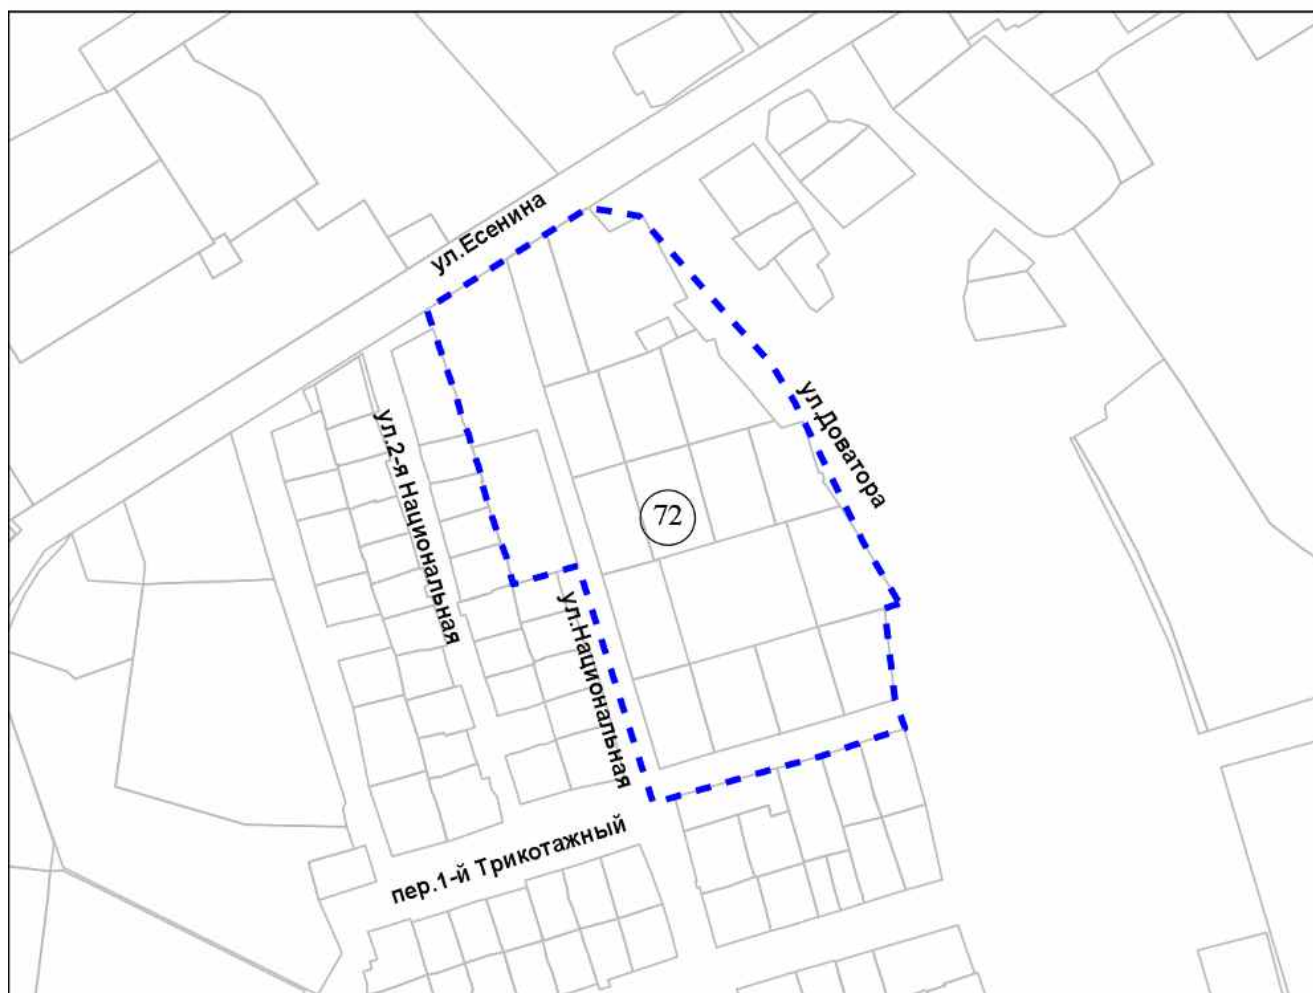 ул.Есенина
ул.Доватора
ул.2-я Национальная
72
ул.Национальная
пер.1-й Трикотажный